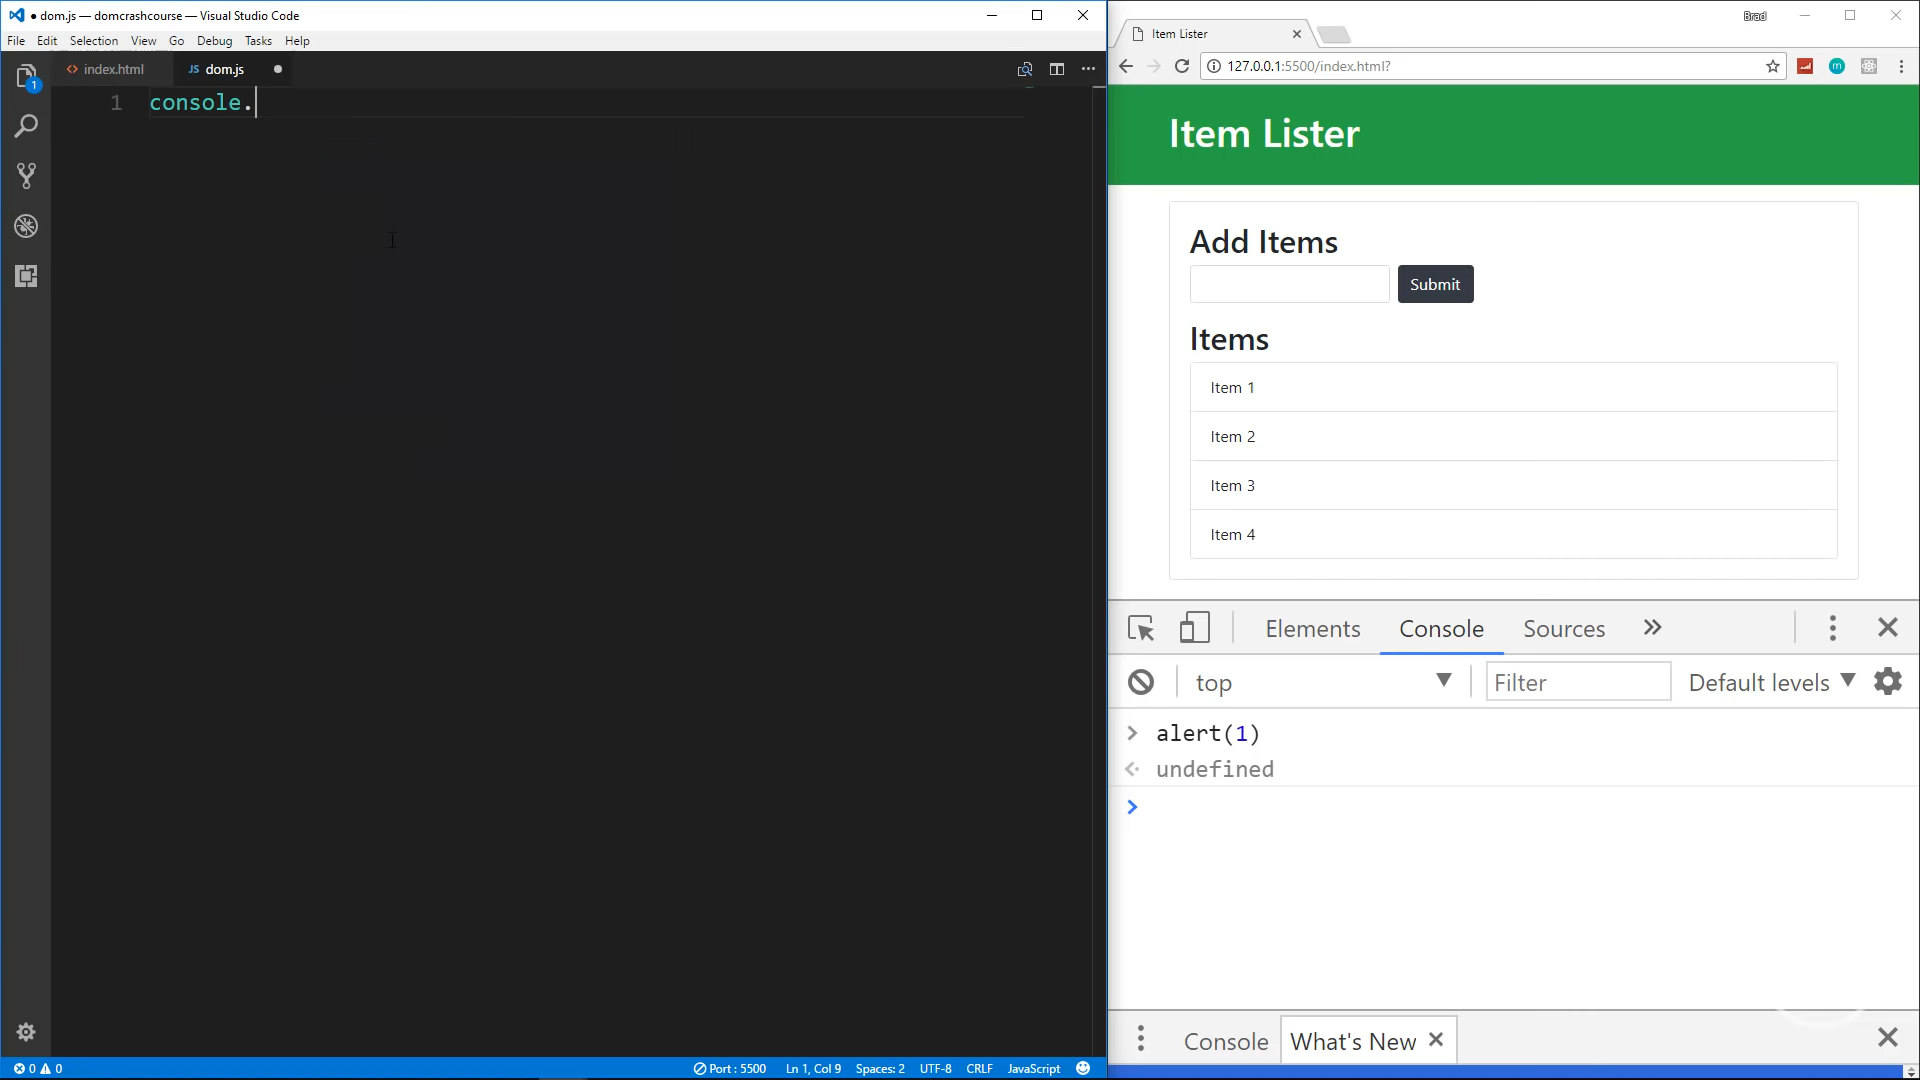 ● dom.js — domcrashcourse — Visual Studio Code
File Edit Selection View Go Debug Tasks Help
1
<> index.html
JS dom.js ●
1 console.
⊗ 0 ⚠ 0
Port : 5500 Ln 1, Col 9 Spaces: 2 UTF-8 CRLF JavaScript
Brad
Item Lister
127.0.0.1:5500/index.html?
m
Item Lister
Add Items
Submit
Items
Item 1
Item 2
Item 3
Item 4
Elements Console Sources »
top Filter Default levels
> alert(1)
undefined
>
Console What's New